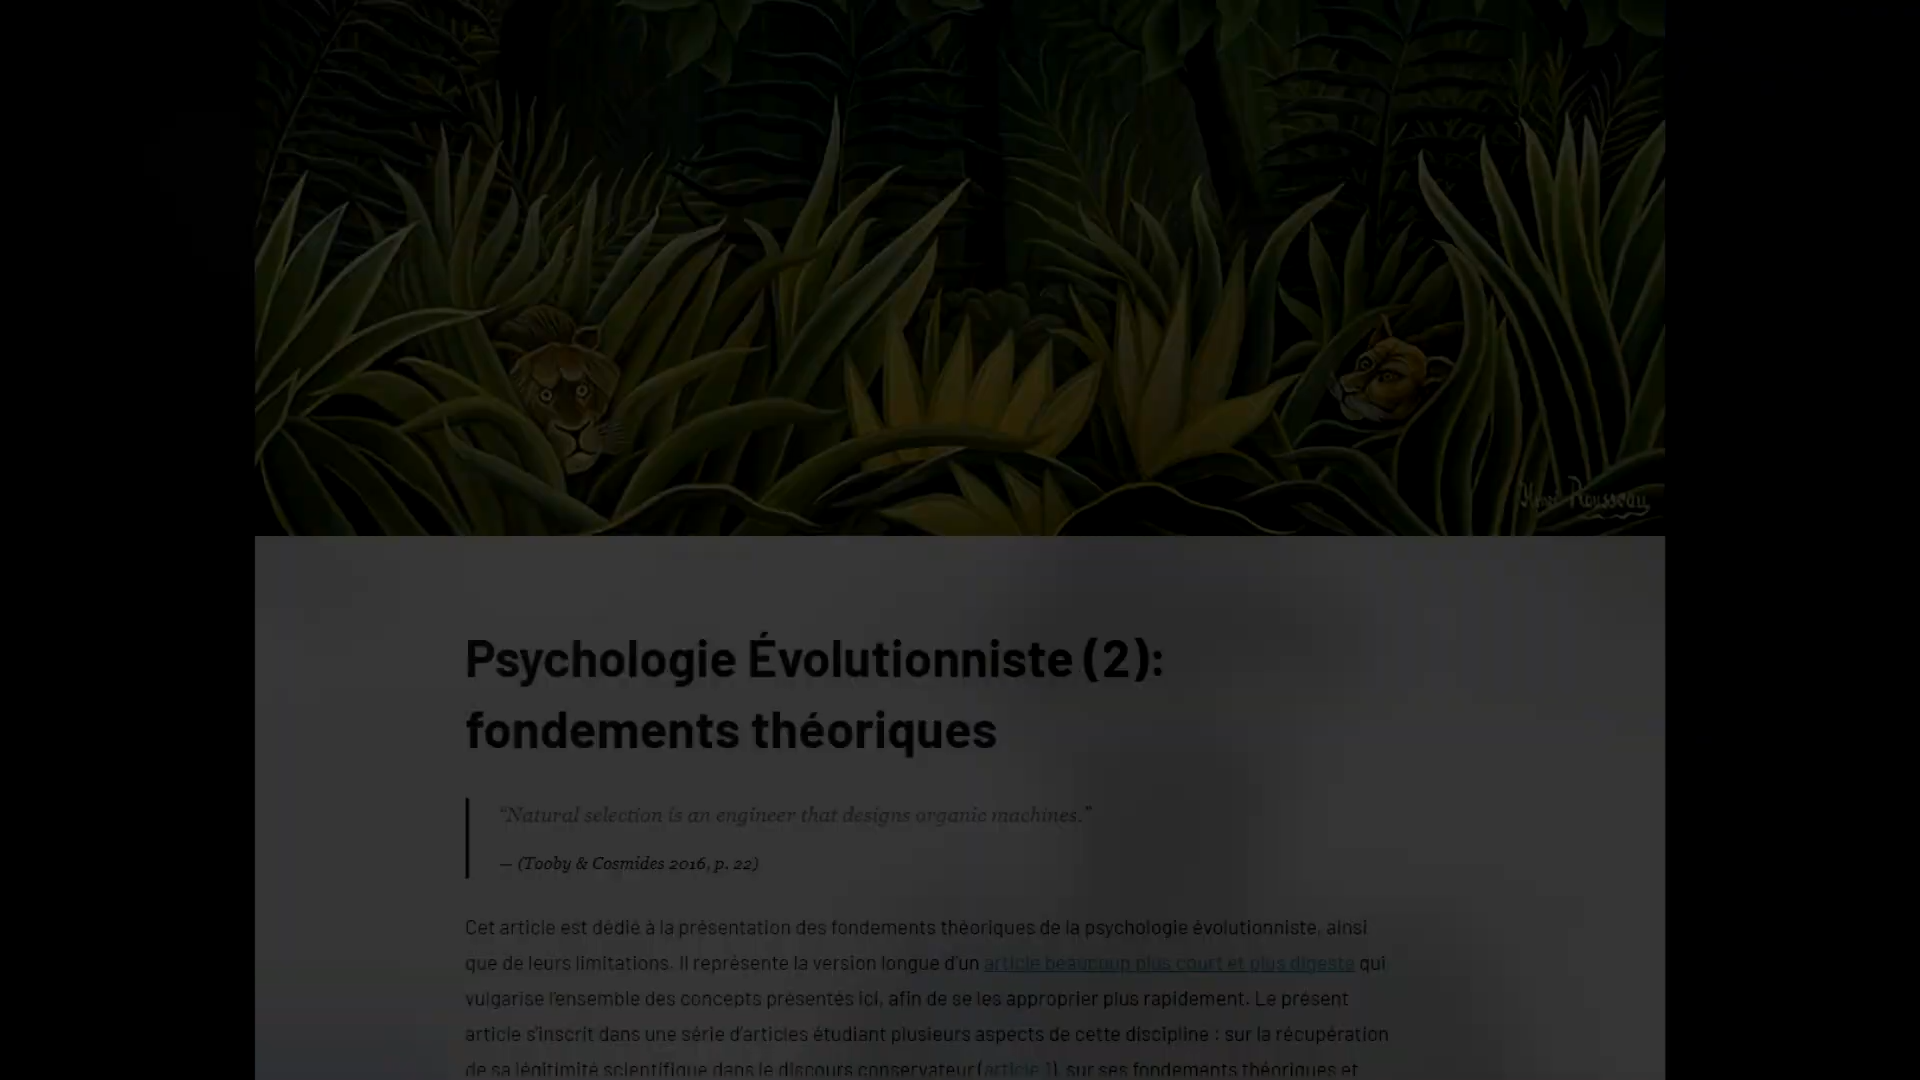 Henri Rousseau
Psychologie Évolutionniste (2):
fondements théoriques
“Natural selection is an engineer that designs organic machines.”
— (Tooby & Cosmides 2016, p. 22)
Cet article est dédié à la présentation des fondements théoriques de la psychologie évolutionniste, ainsi
que de leurs limitations. Il représente la version longue d'un article beaucoup plus court et plus digeste qui
vulgarise l'ensemble des concepts présentés ici, afin de se les approprier plus rapidement. Le présent
article s'inscrit dans une série d'articles étudiant plusieurs aspects de cette discipline : sur la récupération
de sa légitimité scientifique dans le discours conservateur (article 1), sur ses fondements théoriques et